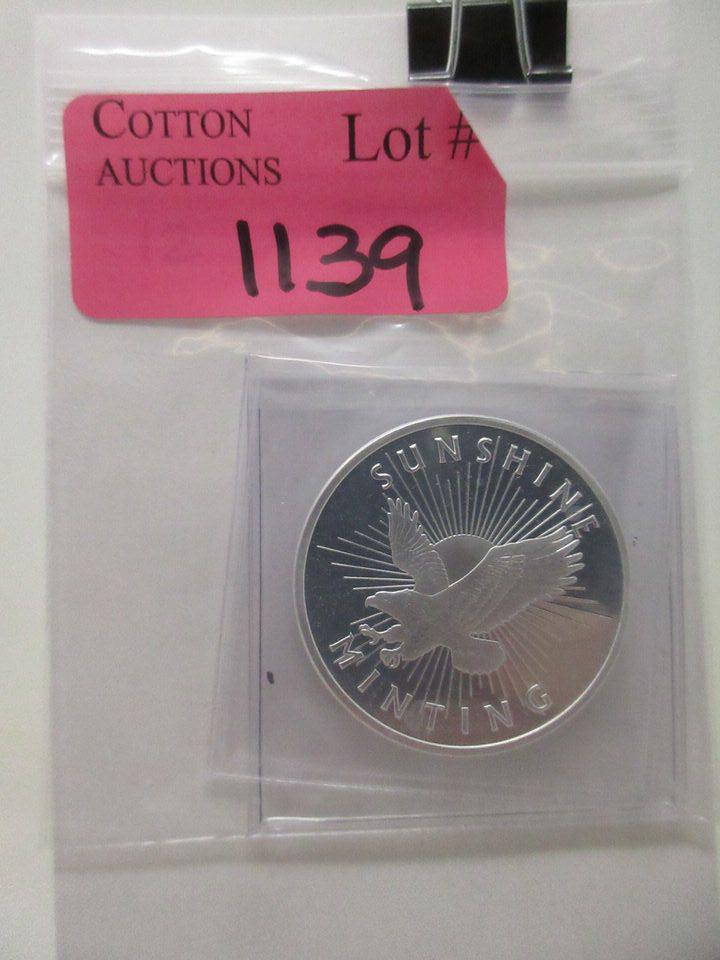 COTTON
AUCTIONS
Lot #
1139
SUNSHINE
MINTING